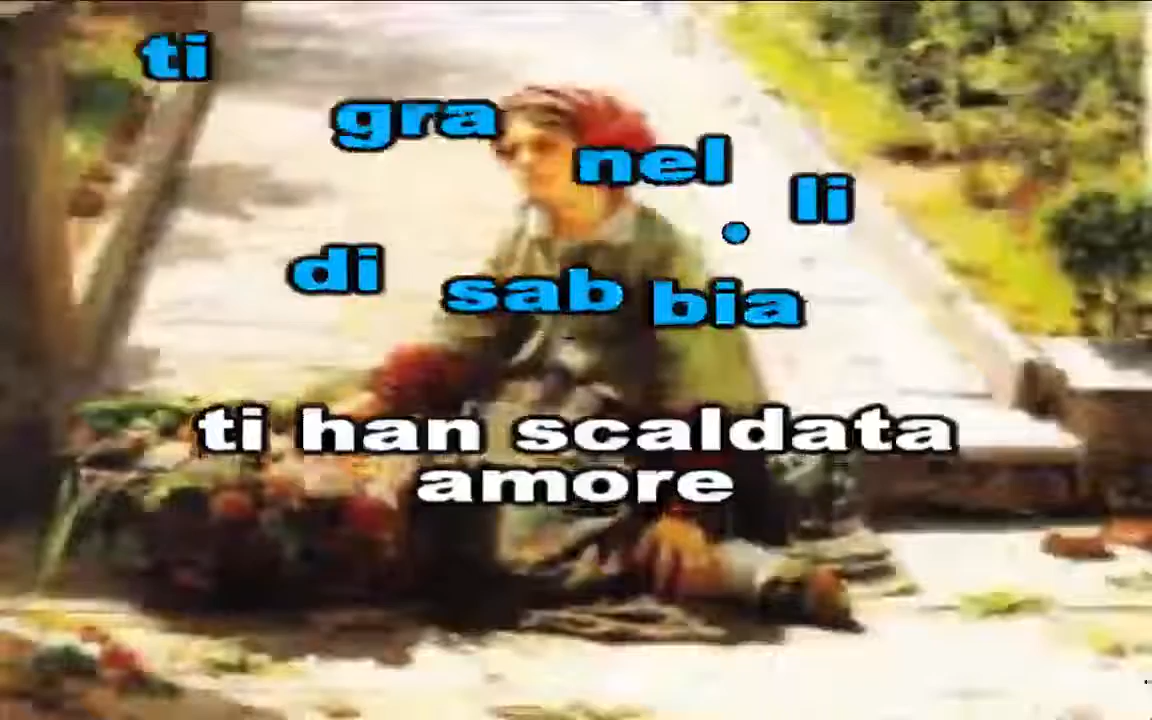 ti gra nel li
di sab bia
ti han scaldata
amore